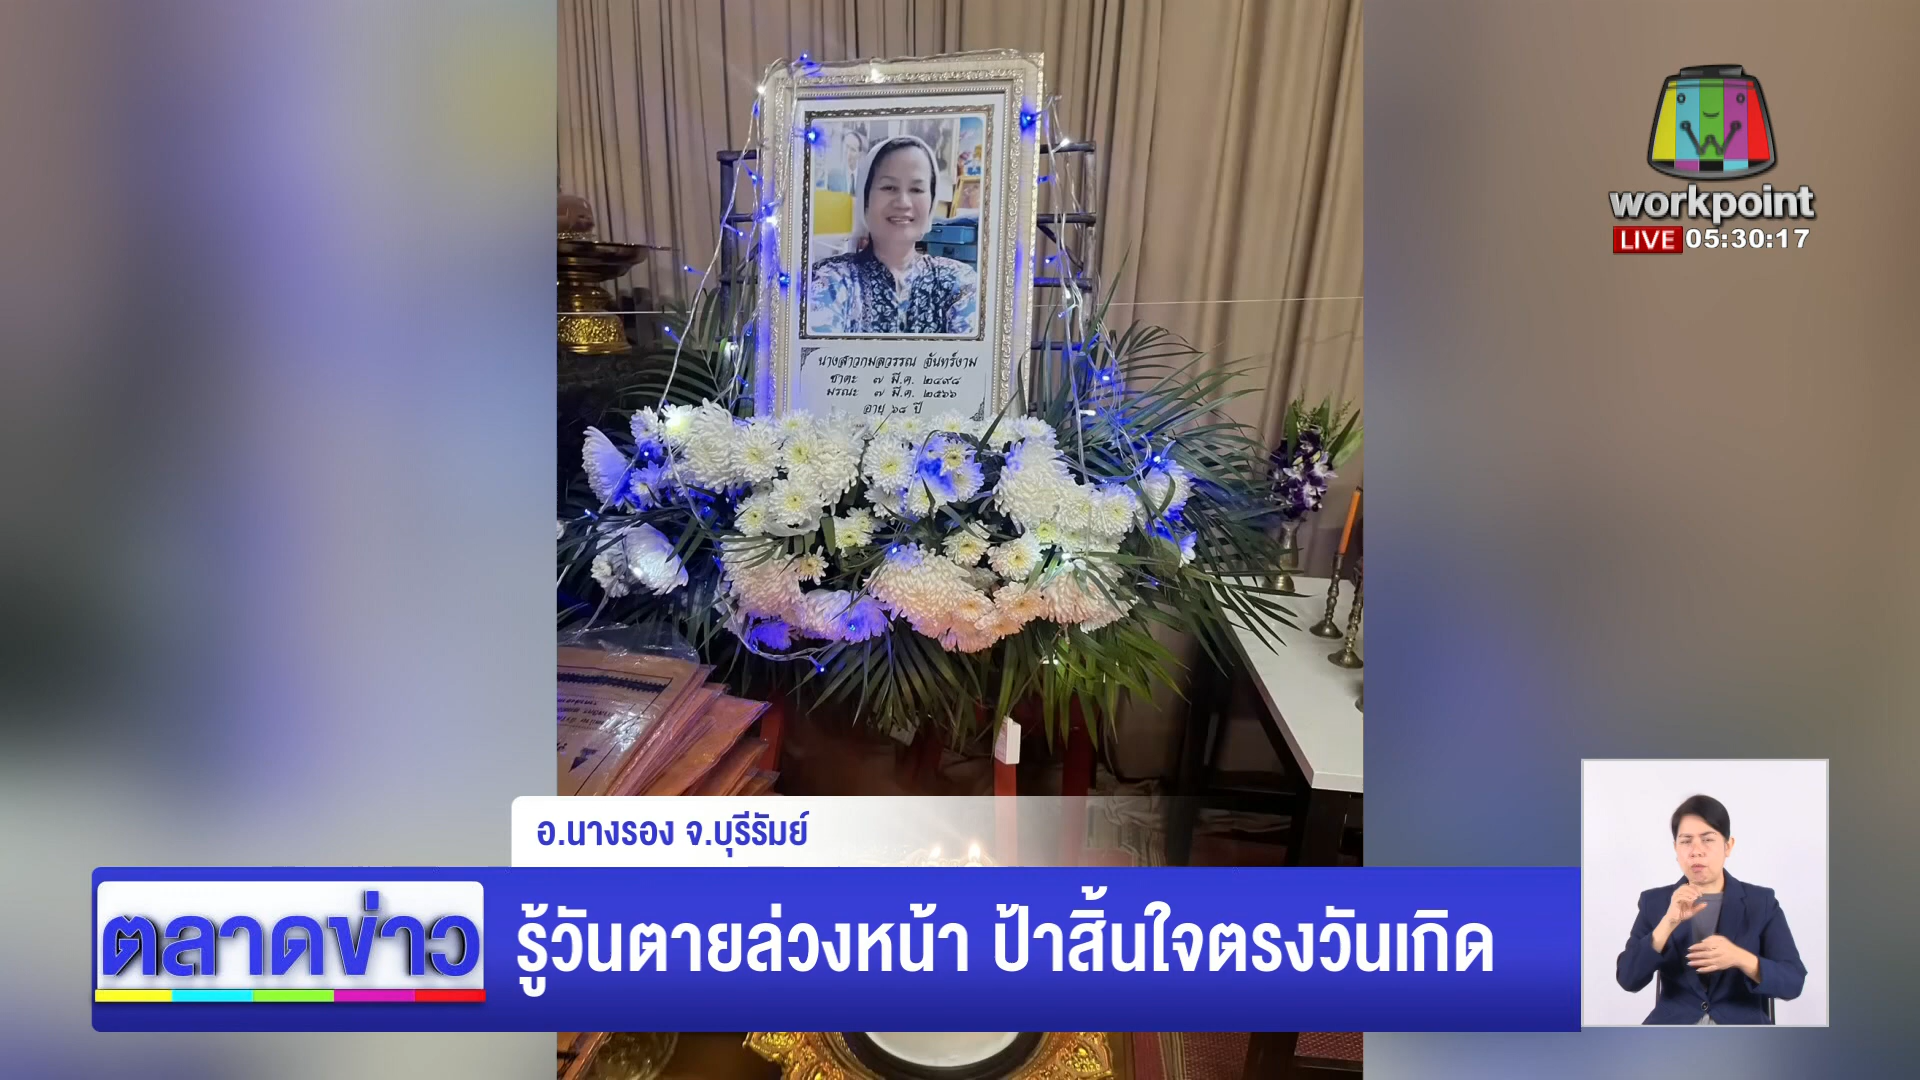 workpoint
LIVE 05:30:17
นางสาวกมลวรรณ จันทร์งาม
ชาตะ ๗ มี.ค. ๒๔๙๘
มรณะ ๗ มี.ค. ๒๕๖๖
อายุ ๖๘ ปี
อ.นางรอง จ.บุรีรัมย์
ตลาดข่าว
รู้วันตายล่วงหน้า ป้าสิ้นใจตรงวันเกิด